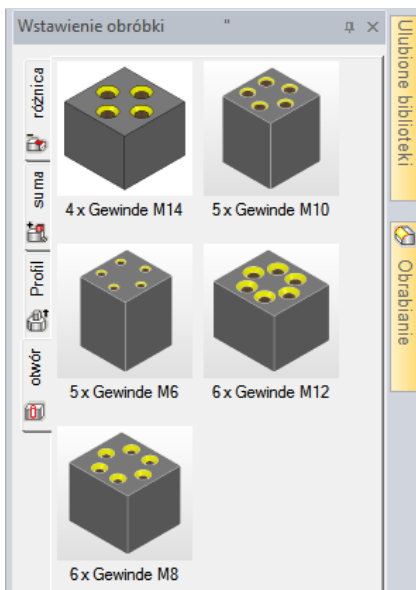 Wstawienie obróbki "
różnica
suma
Profil
otwór
4 x Gewinde M14
5 x Gewinde M10
5 x Gewinde M6
6 x Gewinde M12
6 x Gewinde M8
Ulubione biblioteki
Obrabianie